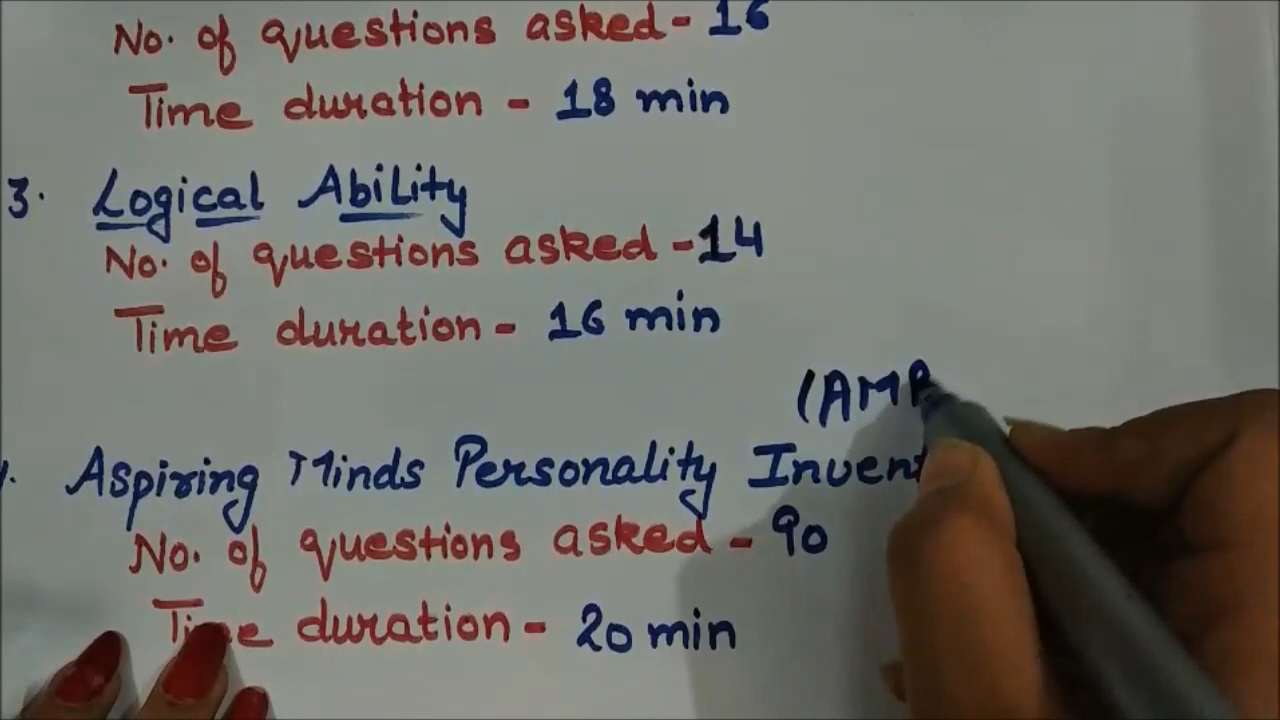 No. of questions asked - 16
Time duration - 18 min
3. Logical Ability
No. of questions asked - 14
Time duration - 16 min
(AMP
Aspiring Minds Personality Invent
No. of questions asked - 90
Time duration - 20 min